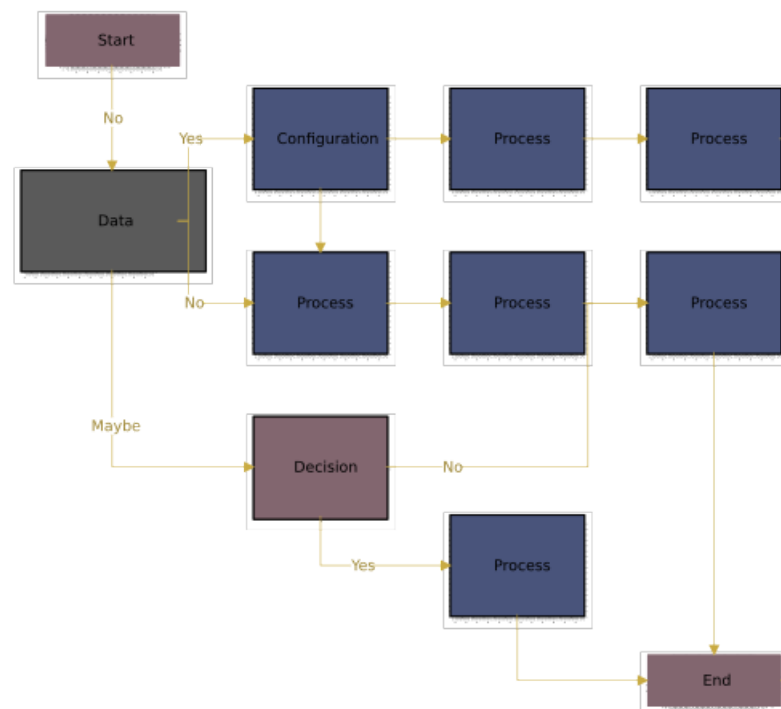 Start
No
Yes
Configuration
Process
Process
Data
No
Process
Process
Process
Maybe
Decision
No
Yes
Process
End